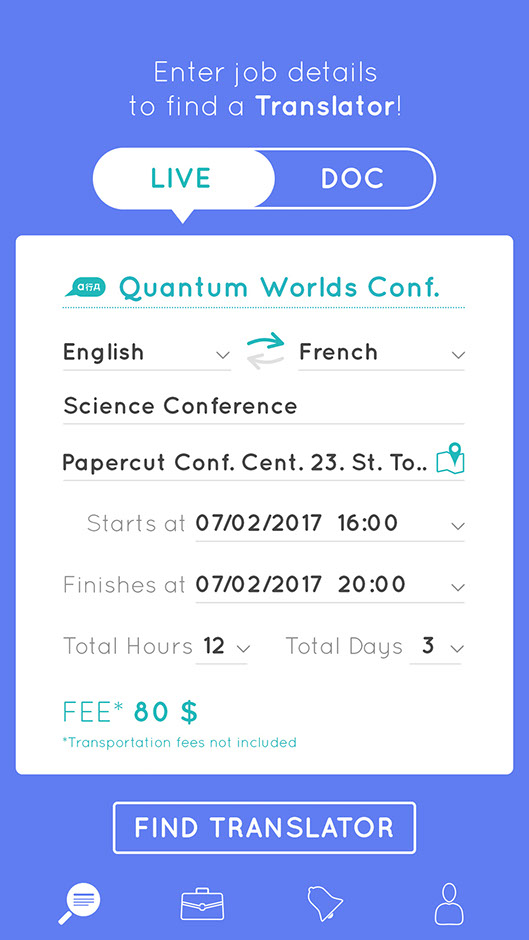 Enter job details
to find a Translator!
LIVE DOC
Quantum Worlds Conf.
English French
Science Conference
Papercut Conf. Cent. 23. St. To..
Starts at 07/02/2017 16:00
Finishes at 07/02/2017 20:00
Total Hours 12 Total Days 3
FEE* 80 $
*Transportation fees not included
FIND TRANSLATOR